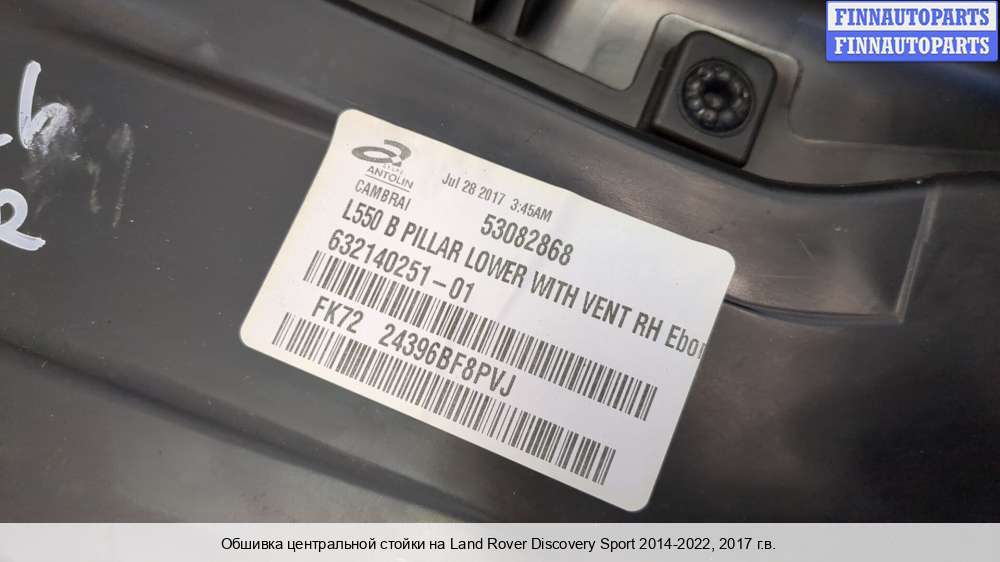 FINNAUTOPARTS
FINNAUTOPARTS
ANTOLIN
CAMBRAI
Jul 28 2017 3:45AM
53082868
L550 B PILLAR LOWER WITH VENT RH Ebon
632140251-01
FK72 24396BF8PVJ
Обшивка центральной стойки на Land Rover Discovery Sport 2014-2022, 2017 г.в.